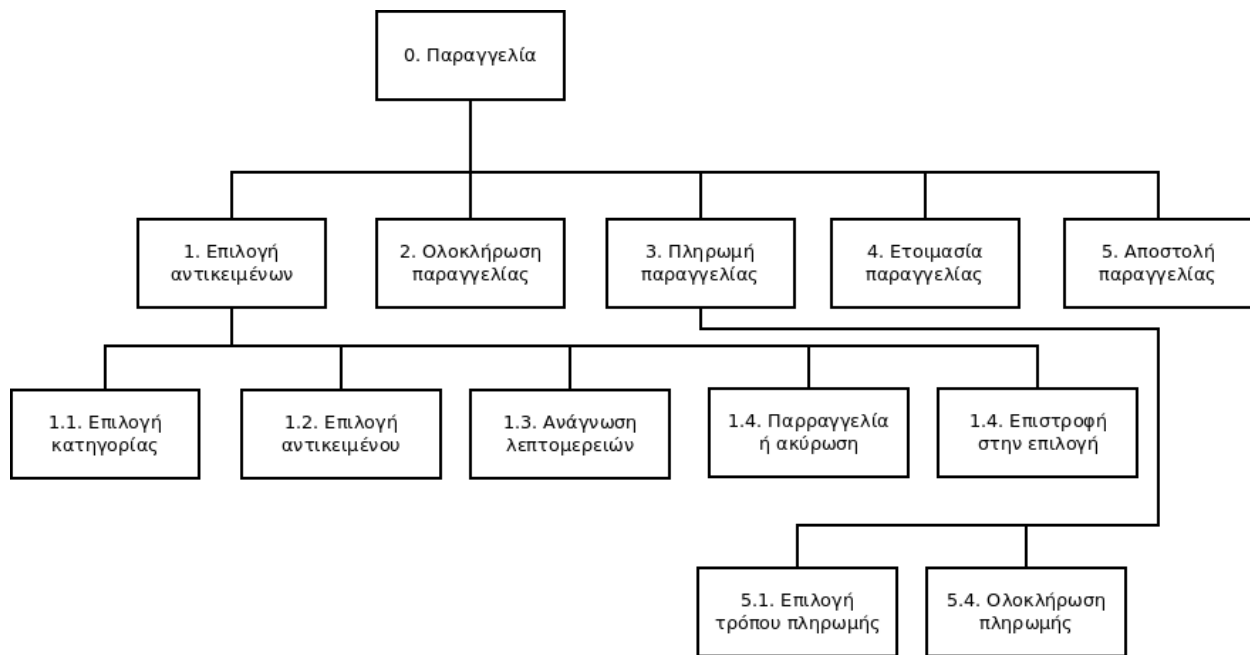 0. Παραγγελία
1. Επιλογή
αντικειμένων
2. Ολοκλήρωση
παραγγελίας
3. Πληρωμή
παραγγελίας
4. Ετοιμασία
παραγγελίας
5. Αποστολή
παραγγελίας
1.1. Επιλογή
κατηγορίας
1.2. Επιλογή
αντικειμένου
1.3. Ανάγνωση
λεπτομερειών
1.4. Παρραγγελία
ή ακύρωση
1.4. Επιστροφή
στην επιλογή
5.1. Επιλογή
τρόπου πληρωμής
5.4. Ολοκλήρωση
πληρωμής